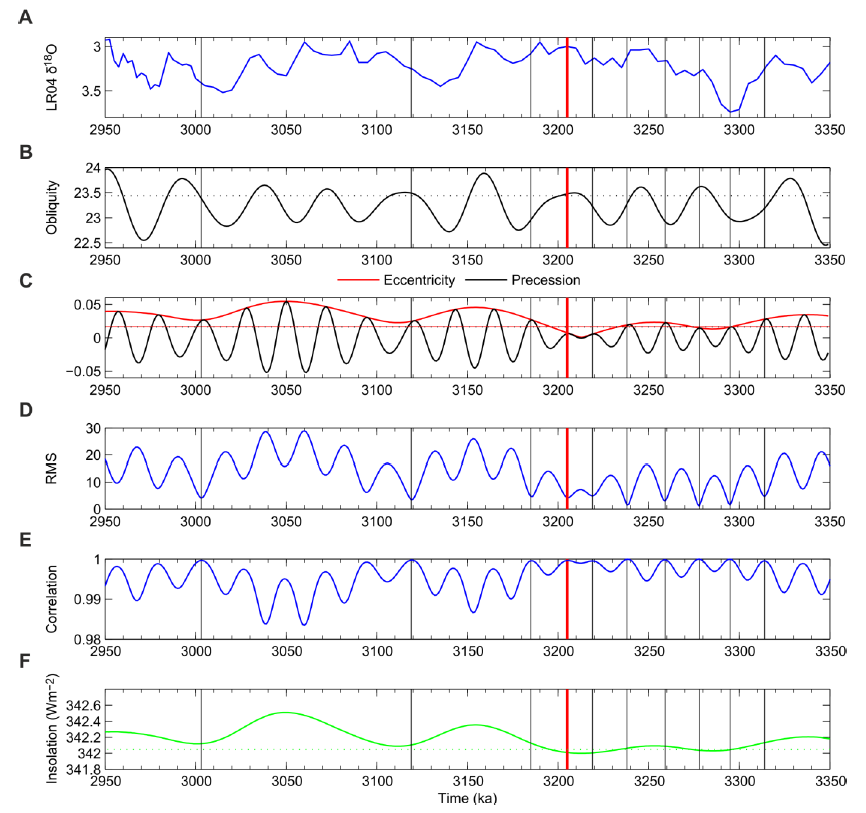 A
LR04 δ¹⁸O
3
3.5
2950 3000 3050 3100 3150 3200 3250 3300 3350
B
Obliquity
24
23.5
23
22.5
2950 3000 3050 3100 3150 3200 3250 3300 3350
C
Eccentricity Precession
0.05
0
−0.05
2950 3000 3050 3100 3150 3200 3250 3300 3350
D
RMS
30
20
10
0
2950 3000 3050 3100 3150 3200 3250 3300 3350
E
Correlation
1
0.99
0.98
2950 3000 3050 3100 3150 3200 3250 3300 3350
F
Insolation (Wm⁻²)
342.6
342.4
342.2
342
341.8
2950 3000 3050 3100 3150 3200 3250 3300 3350
Time (ka)